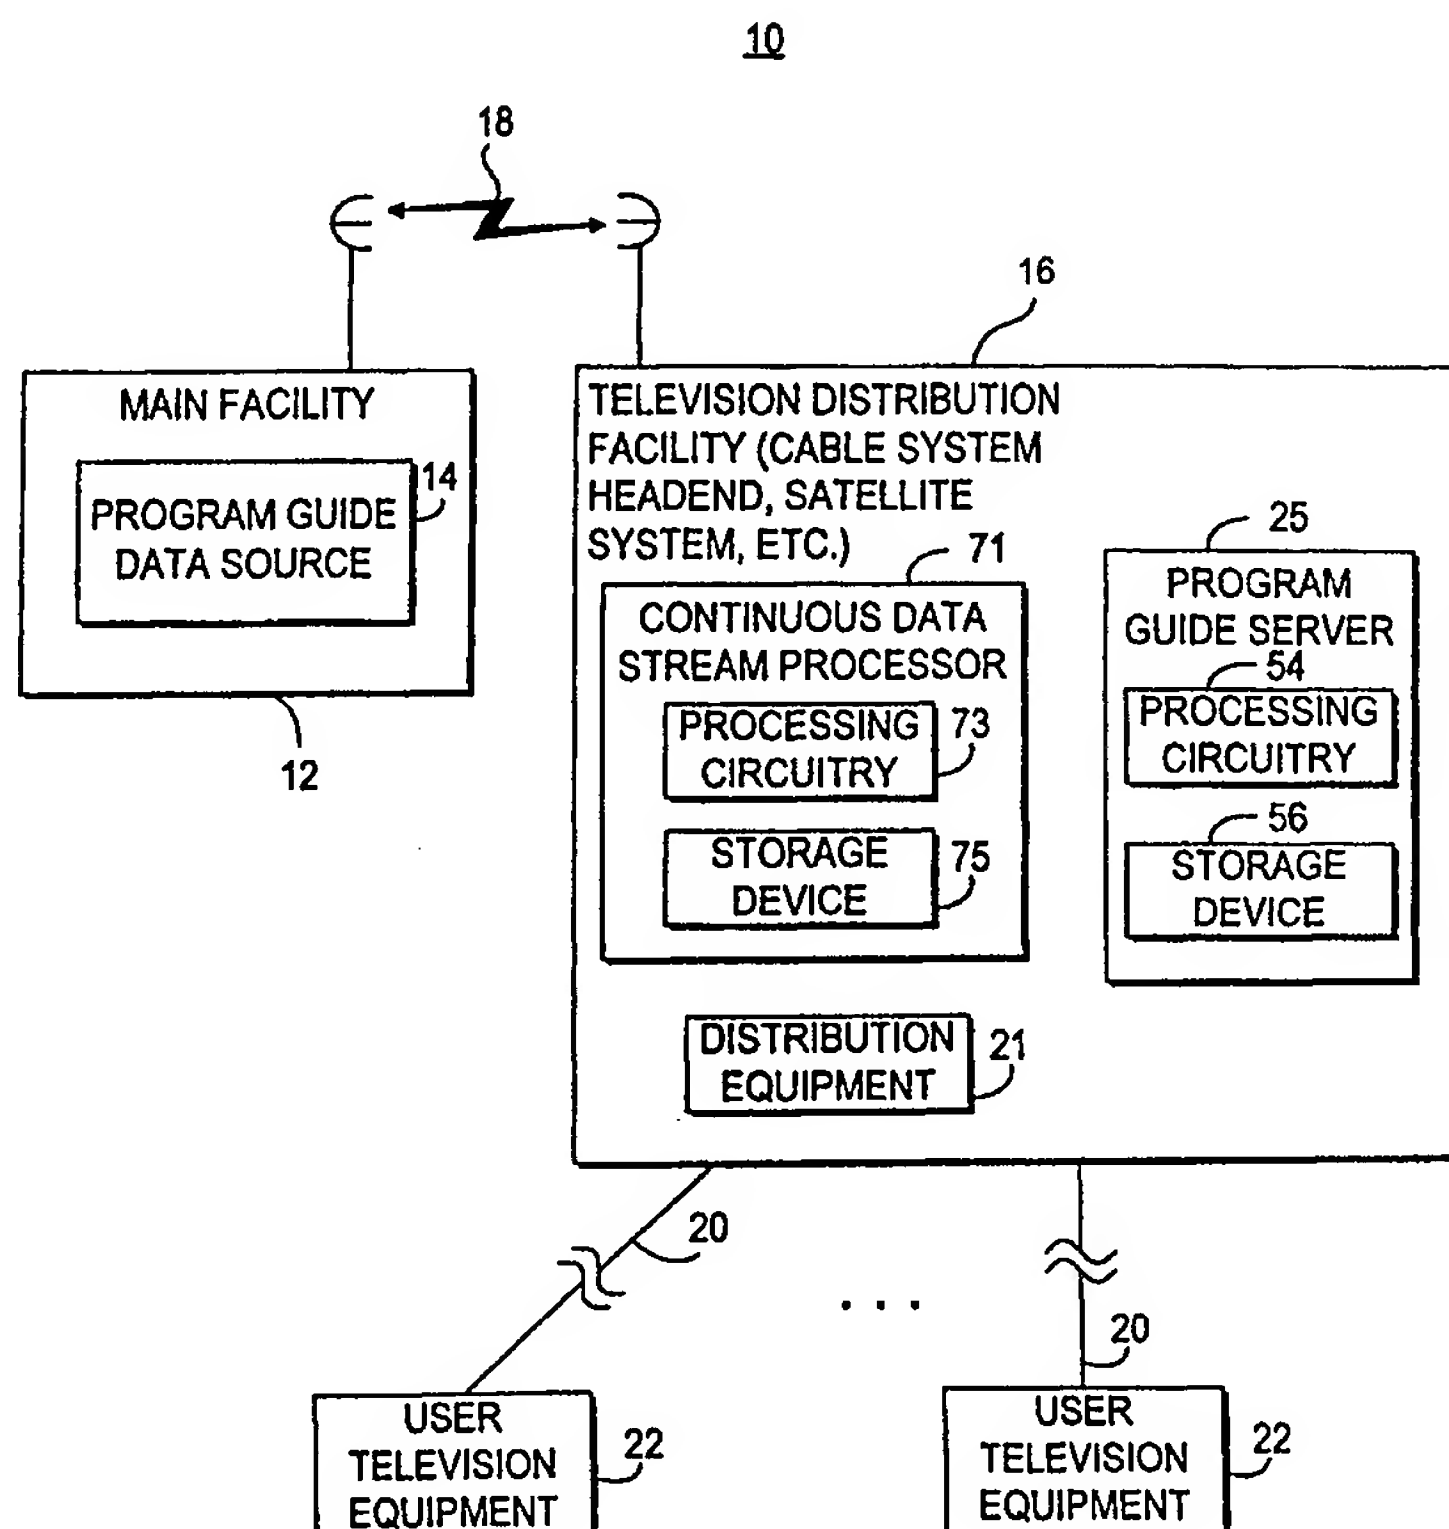 10
18
16
MAIN FACILITY
14
PROGRAM GUIDE
DATA SOURCE
12
TELEVISION DISTRIBUTION
FACILITY (CABLE SYSTEM
HEADEND, SATELLITE
SYSTEM, ETC.)
71
CONTINUOUS DATA
STREAM PROCESSOR
PROCESSING
CIRCUITRY
73
STORAGE
DEVICE
75
25
PROGRAM
GUIDE SERVER
54
PROCESSING
CIRCUITRY
56
STORAGE
DEVICE
DISTRIBUTION
EQUIPMENT
21
20
...
20
USER
TELEVISION
EQUIPMENT
22
USER
TELEVISION
EQUIPMENT
22